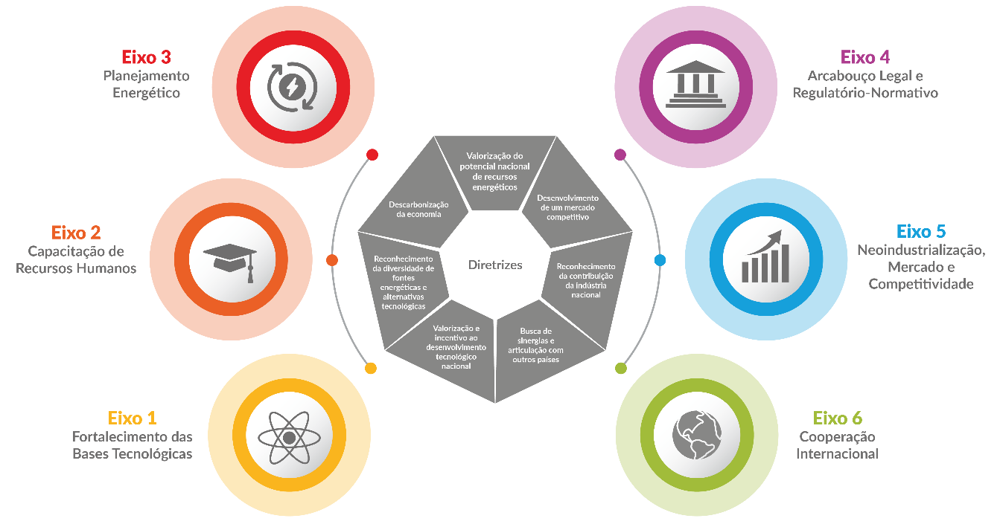 Eixo 3
Planejamento
Energético
Eixo 4
Arcabouço Legal e
Regulatório-Normativo
Eixo 2
Capacitação de
Recursos Humanos
Eixo 5
Neoindustrialização,
Mercado e
Competitividade
Eixo 1
Fortalecimento das
Bases Tecnológicas
Eixo 6
Cooperação
Internacional
Diretrizes
Valorização do
potencial nacional
de recursos
energéticos
Desenvolvimento
de um mercado
competitivo
Reconhecimento
da contribuição
da indústria
nacional
Busca de
sinergias e
articulação com
outros países
Valorização e
incentivo ao
desenvolvimento
tecnológico
nacional
Reconhecimento
da diversidade de
fontes
energéticas e
alternativas
tecnológicas
Descarbonização
da economia